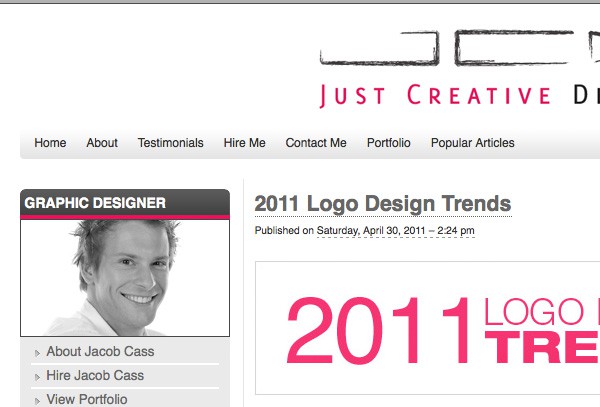 JUST CREATIVE
Home About Testimonials Hire Me Contact Me Portfolio Popular Articles
GRAPHIC DESIGNER
About Jacob Cass
Hire Jacob Cass
View Portfolio
2011 Logo Design Trends
Published on Saturday, April 30, 2011 – 2:24 pm
2011 LOGO